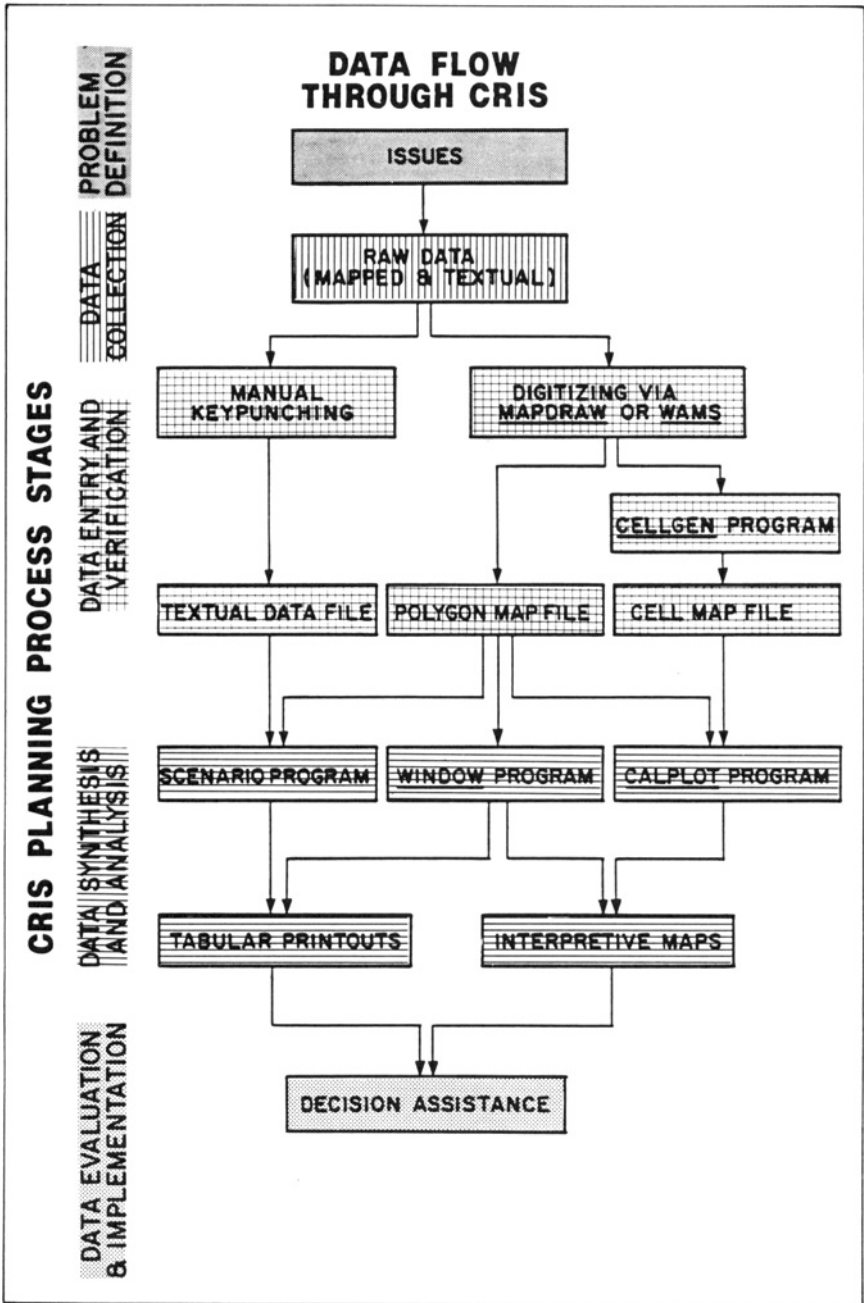 DATA FLOW
THROUGH CRIS
CRIS PLANNING PROCESS STAGES
PROBLEM
DEFINITION
ISSUES
DATA
COLLECTION
RAW DATA
(MAPPED & TEXTUAL)
DATA ENTRY AND
VERIFICATION
MANUAL
KEYPUNCHING
DIGITIZING VIA
MAPDRAW OR WAMS
CELLGEN PROGRAM
TEXTUAL DATA FILE
POLYGON MAP FILE
CELL MAP FILE
DATA SYNTHESIS
AND ANALYSIS
SCENARIO PROGRAM
WINDOW PROGRAM
CALPLOT PROGRAM
TABULAR PRINTOUTS
INTERPRETIVE MAPS
DATA EVALUATION
& IMPLEMENTATION
DECISION ASSISTANCE